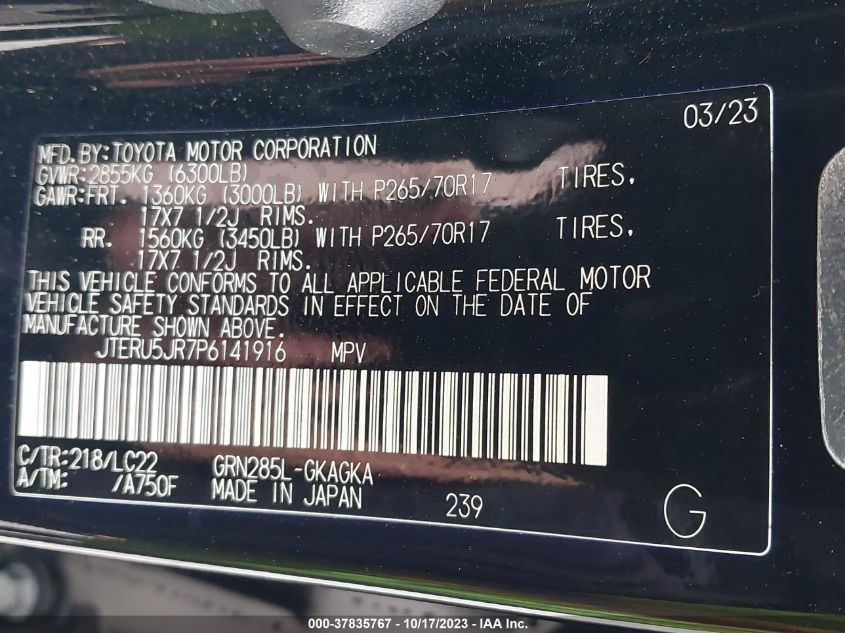 03/23
MFD.BY:TOYOTA MOTOR CORPORATION
GVWR:2855KG (6300LB)
GAWR:FRT. 1360KG (3000LB) WITH P265/70R17 TIRES,
17X7 1/2J RIMS.
RR. 1560KG (3450LB) WITH P265/70R17 TIRES,
17X7 1/2J RIMS.
THIS VEHICLE CONFORMS TO ALL APPLICABLE FEDERAL MOTOR
VEHICLE SAFETY STANDARDS IN EFFECT ON THE DATE OF
MANUFACTURE SHOWN ABOVE.
JTERU5JR7P6141916 MPV
C/TR:218/LC22 GRN285L-GKAGKA
A/TM: /A750F MADE IN JAPAN 239 G
000-37835767 - 10/17/2023 - IAA Inc.